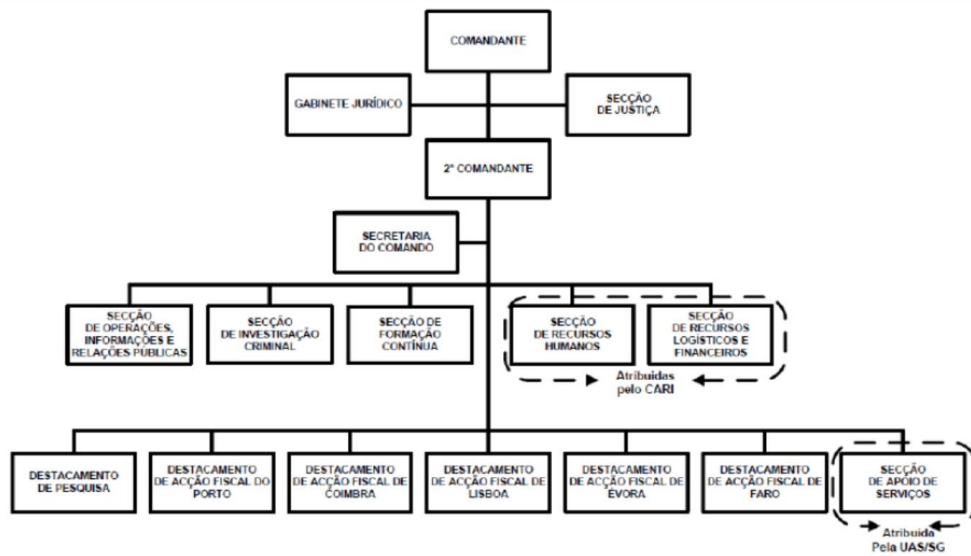 COMANDANTE
GABINETE JURÍDICO
SECÇÃO
DE JUSTIÇA
2º COMANDANTE
SECRETARIA
DO COMANDO
SECÇÃO
DE OPERAÇÕES,
INFORMAÇÕES E
RELAÇÕES PÚBLICAS
SECÇÃO
DE INVESTIGAÇÃO
CRIMINAL
SECÇÃO DE
FORMAÇÃO
CONTÍNUA
SECÇÃO
DE RECURSOS
HUMANOS
SECÇÃO
DE RECURSOS
LOGÍSTICOS E
FINANCEIROS
Atribuidas
pelo CARI
DESTACAMENTO
DE PESQUISA
DESTACAMENTO
DE ACÇÃO FISCAL DO
PORTO
DESTACAMENTO
DE ACÇÃO FISCAL DE
COIMBRA
DESTACAMENTO
DE ACÇÃO FISCAL DE
LISBOA
DESTACAMENTO
DE ACÇÃO FISCAL DE
ÉVORA
DESTACAMENTO
DE ACÇÃO FISCAL DE
FARO
SECÇÃO
DE APOIO DE
SERVIÇOS
Atribuida
Pela UAS/SG